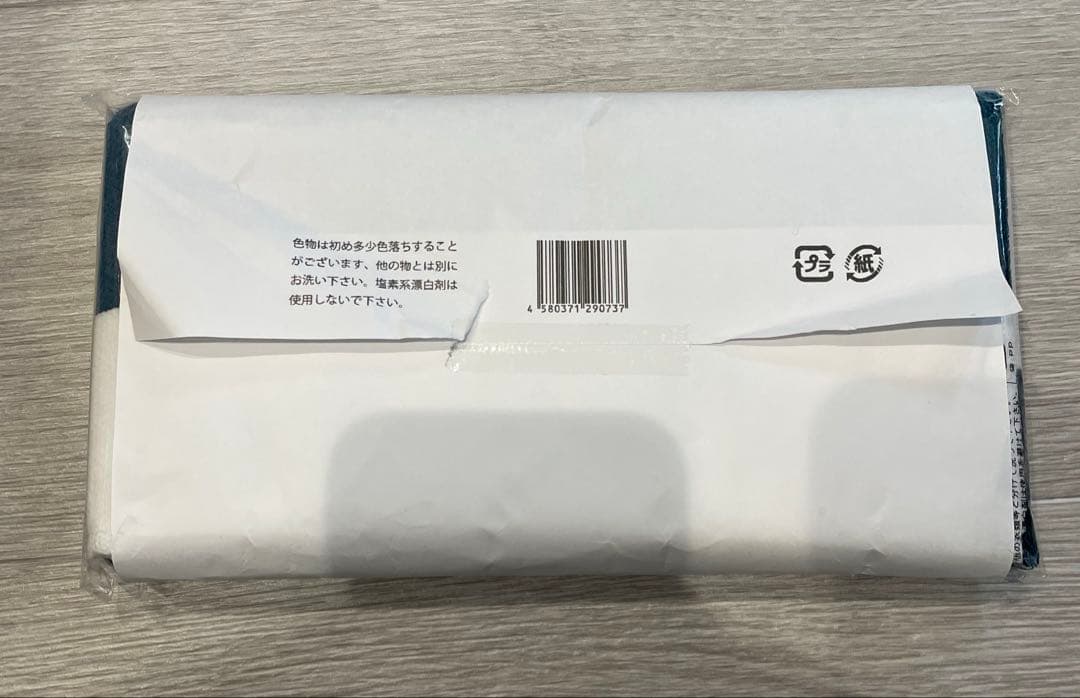 色物は初め多少色落ちすること
がございます、他の物とは別に
お洗い下さい。塩素系漂白剤は
使用しないで下さい。
4 580371 290737
プラ
紙
袋:PP